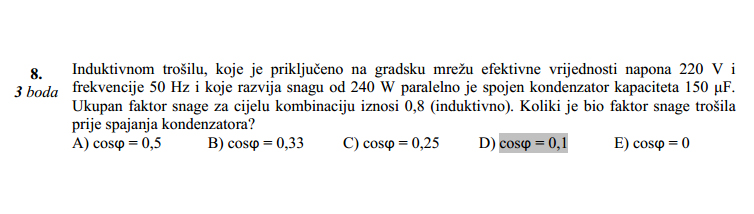 8. Induktivnom trošilu, koje je priključeno na gradsku mrežu efektivne vrijednosti napona 220 V i
3 boda frekvencije 50 Hz i koje razvija snagu od 240 W paralelno je spojen kondenzator kapaciteta 150 μF.
Ukupan faktor snage za cijelu kombinaciju iznosi 0,8 (induktivno). Koliki je bio faktor snage trošila
prije spajanja kondenzatora?
A) cosφ = 0,5 B) cosφ = 0,33 C) cosφ = 0,25 D) cosφ = 0,1 E) cosφ = 0